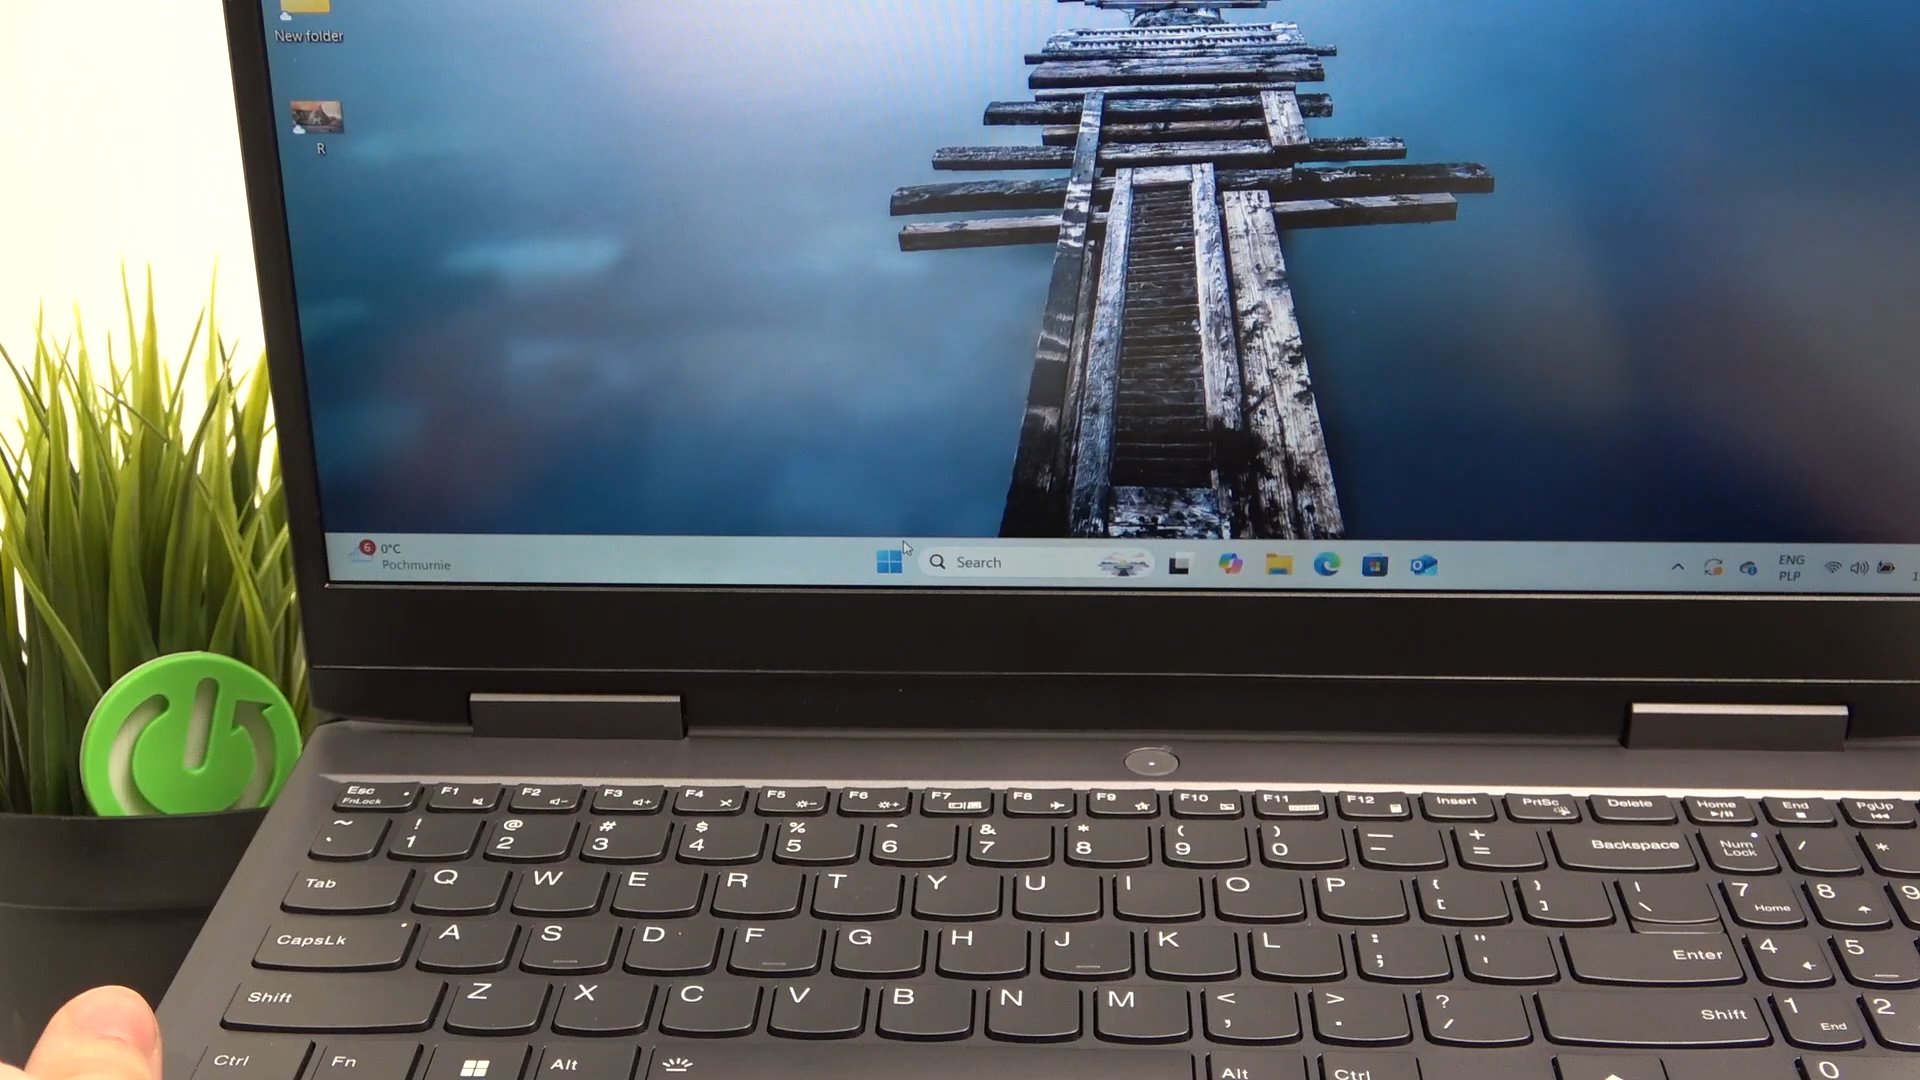 New folder
R
6
0°C
Pochmurnie
Search
ENG
PLP
Esc F1 F2 F3 F4 F5 F6 F7 F8 F9 F10 F11 F12 Insert PrtSc Delete Home End PgUp
FnLock
~ ! @ # $ % ^ & * ( ) — + Backspace Num / *
` 1 2 3 4 5 6 7 8 9 0 - = Lock
Tab Q W E R T Y U I O P { [ } ] | \ 7 Home 8 9
CapsLk A S D F G H J K L : ; " ' Enter 4 5
Shift Z X C V B N M < , > . ? / Shift 1 End 2
Ctrl Fn Alt Alt Ctrl 0